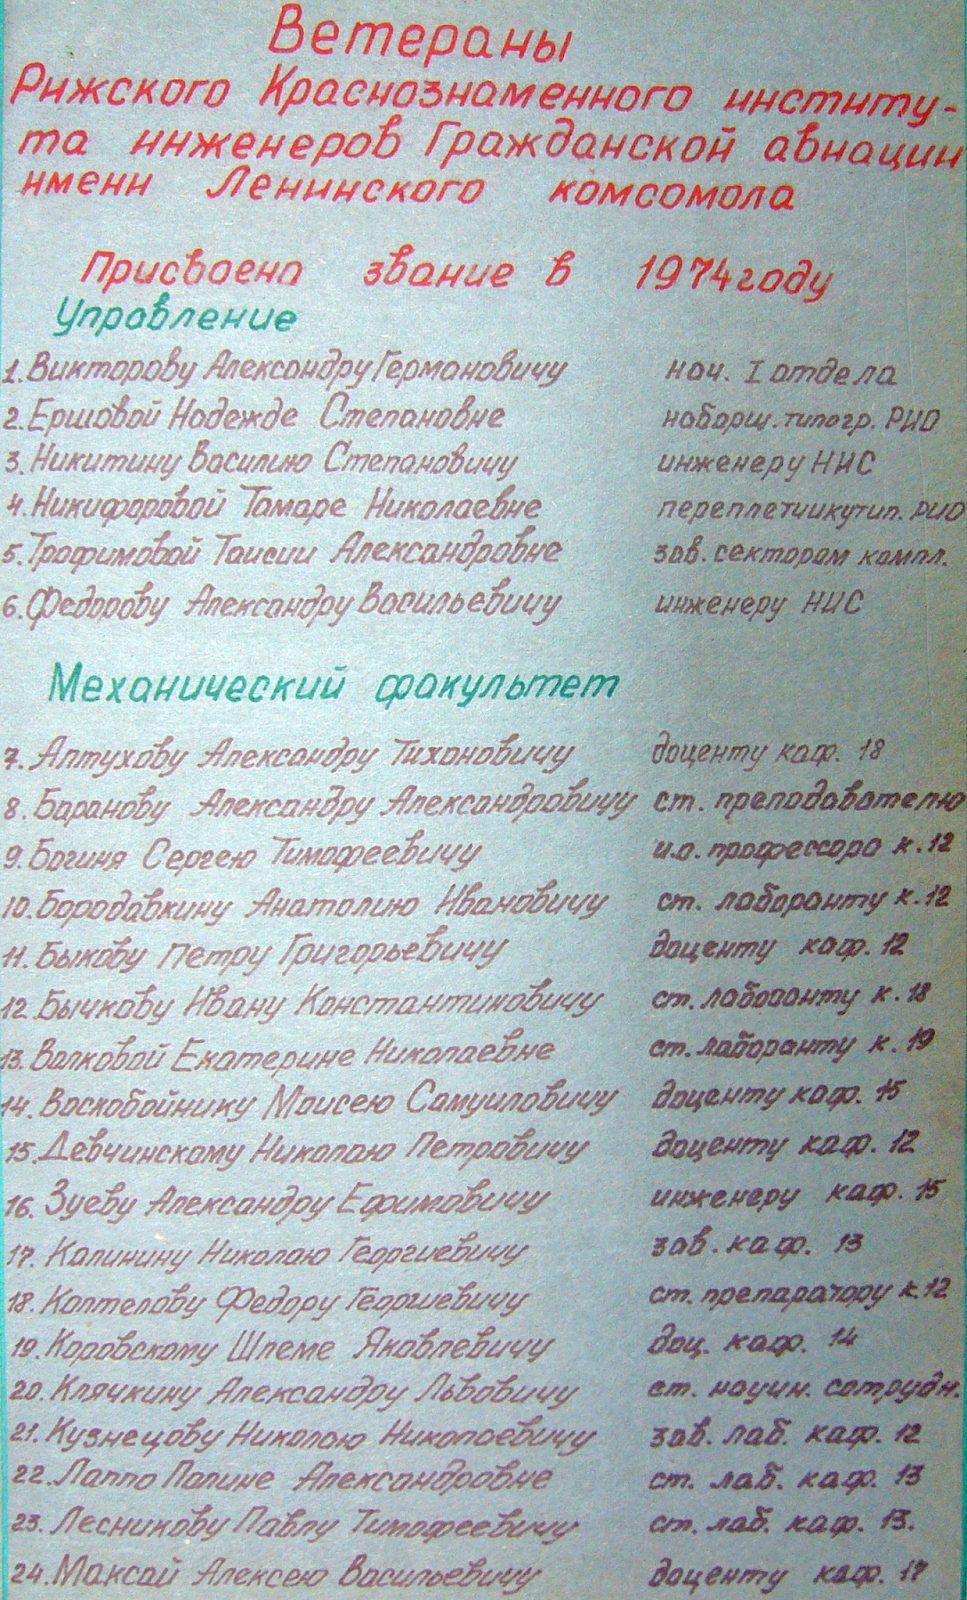 Ветераны
Рижского Краснознаменного институ-
та инженеров Гражданской авиации
имени Ленинского комсомола
Присвоено звание в 1974 году
Управление
1. Викторову Александру Германовичу нач. I отдела
2. Ершовой Надежде Степановне наборщ. типогр. РИО
3. Никитину Василию Степановичу инженеру НИС
4. Никифоровой Тамаре Николаевне переплетчику тип. РИО
5. Трофимовой Таисии Александровне зав. сектором компл.
6. Федорову Александру Васильевичу инженеру НИС
Механический факультет
7. Алтухову Александру Тихоновичу доценту каф. 18
8. Баранову Александру Александровичу ст. преподавателю
9. Богиня Сергею Тимофеевичу и.о. профессора к. 12
10. Бородавкину Анатолию Ивановичу ст. лаборанту к. 12
11. Быкову Петру Григорьевичу доценту каф. 12
12. Бычкову Ивану Константиновичу ст. лаборанту к. 18
13. Волковой Екатерине Николаевне ст. лаборанту к. 19
14. Воскобойнику Моисею Самуиловичу доценту каф. 15
15. Девчинскому Николаю Петровичу доценту каф. 12
16. Зуеву Александру Ефимовичу инженеру каф. 15
17. Калинину Николаю Георгиевичу зав. каф. 13
18. Коптелову Федору Георгиевичу ст. препаратору к. 12
19. Коровскому Шлеме Яковлевичу доц. каф. 14
20. Клячкину Александру Львовичу ст. научн. сотрудн.
21. Кузнецову Николаю Николаевичу зав. лаб. каф. 12
22. Лаппо Полине Александровне ст. лаб. каф. 13
23. Лесникову Павлу Тимофеевичу ст. лаб. каф. 13.
24. Максай Алексею Васильевичу доценту каф. 17